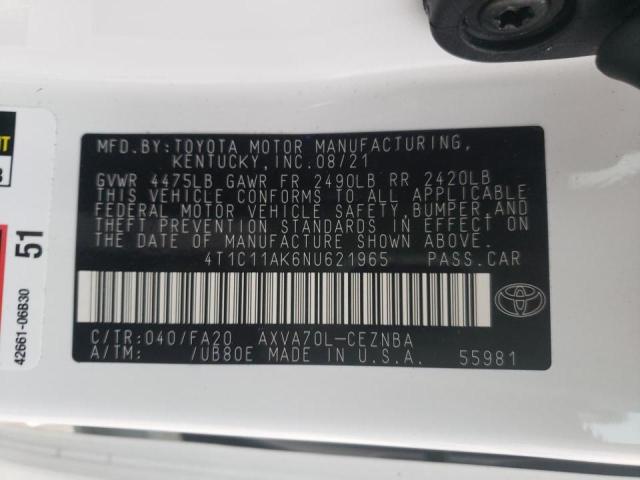 MFD.BY:TOYOTA MOTOR MANUFACTURING,
KENTUCKY,INC.08/21
GVWR 4475LB GAWR FR 2490LB RR 2420LB
THIS VEHICLE CONFORMS TO ALL APPLICABLE
FEDERAL MOTOR VEHICLE SAFETY,BUMPER,AND
THEFT PREVENTION STANDARDS IN EFFECT ON
THE DATE OF MANUFACTURE SHOWN ABOVE.
4T1C11AK6NU621965 PASS.CAR
C/TR:040/FA20 AXVA70L-CEZNBA
A/TM: /UB80E MADE IN U.S.A. 55981
51
42661-06B30